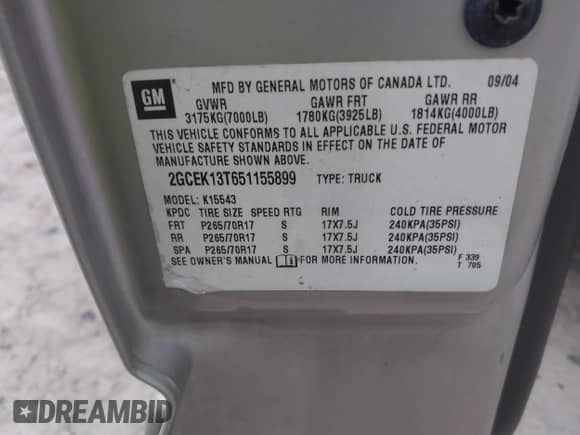 GM
MFD BY GENERAL MOTORS OF CANADA LTD. 09/04
GVWR GAWR FRT GAWR RR
3175KG(7000LB) 1780KG(3925LB) 1814KG(4000LB)
THIS VEHICLE CONFORMS TO ALL APPLICABLE U.S. FEDERAL MOTOR
VEHICLE SAFETY STANDARDS IN EFFECT ON THE DATE OF
MANUFACTURE SHOWN ABOVE.
2GCEK13T651155899 TYPE: TRUCK
MODEL: K15543
KPDC TIRE SIZE SPEED RTG RIM COLD TIRE PRESSURE
FRT P265/70R17 S 17X7.5J 240KPA(35PSI)
RR P265/70R17 S 17X7.5J 240KPA(35PSI)
SPA P265/70R17 S 17X7.5J 240KPA(35PSI)
SEE OWNER'S MANUAL FOR MORE INFORMATION.
F 339
T 705
DREAMBID